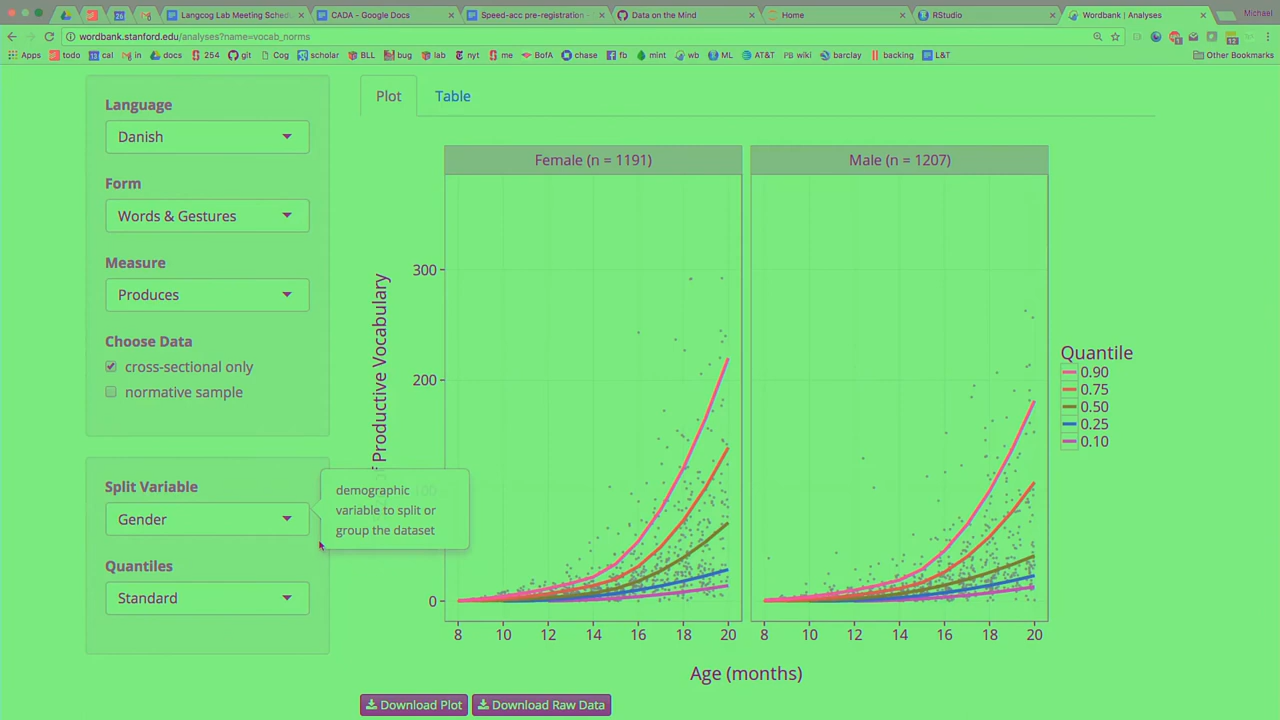 Langcog Lab Meeting Sched
CADA - Google Docs
Speed-acc pre-registration -
Data on the Mind
Home
RStudio
Wordbank | Analyses
Michael
wordbank.stanford.edu/analyses?name=vocab_norms
Apps todo cal in docs 254 git Cog scholar BLL bug lab nyt me BofA chase fb mint wb ML AT&T PB wiki barclay backing L&T Other Bookmarks
Language
Danish
Form
Words & Gestures
Measure
Produces
Choose Data
cross-sectional only
normative sample
Split Variable
Gender
Quantiles
Standard
demographic
variable to split or
group the dataset
Plot Table
Female (n = 1191) Male (n = 1207)
Productive Vocabulary
300
200
100
0
8 10 12 14 16 18 20 8 10 12 14 16 18 20
Age (months)
Quantile
0.90
0.75
0.50
0.25
0.10
Download Plot Download Raw Data